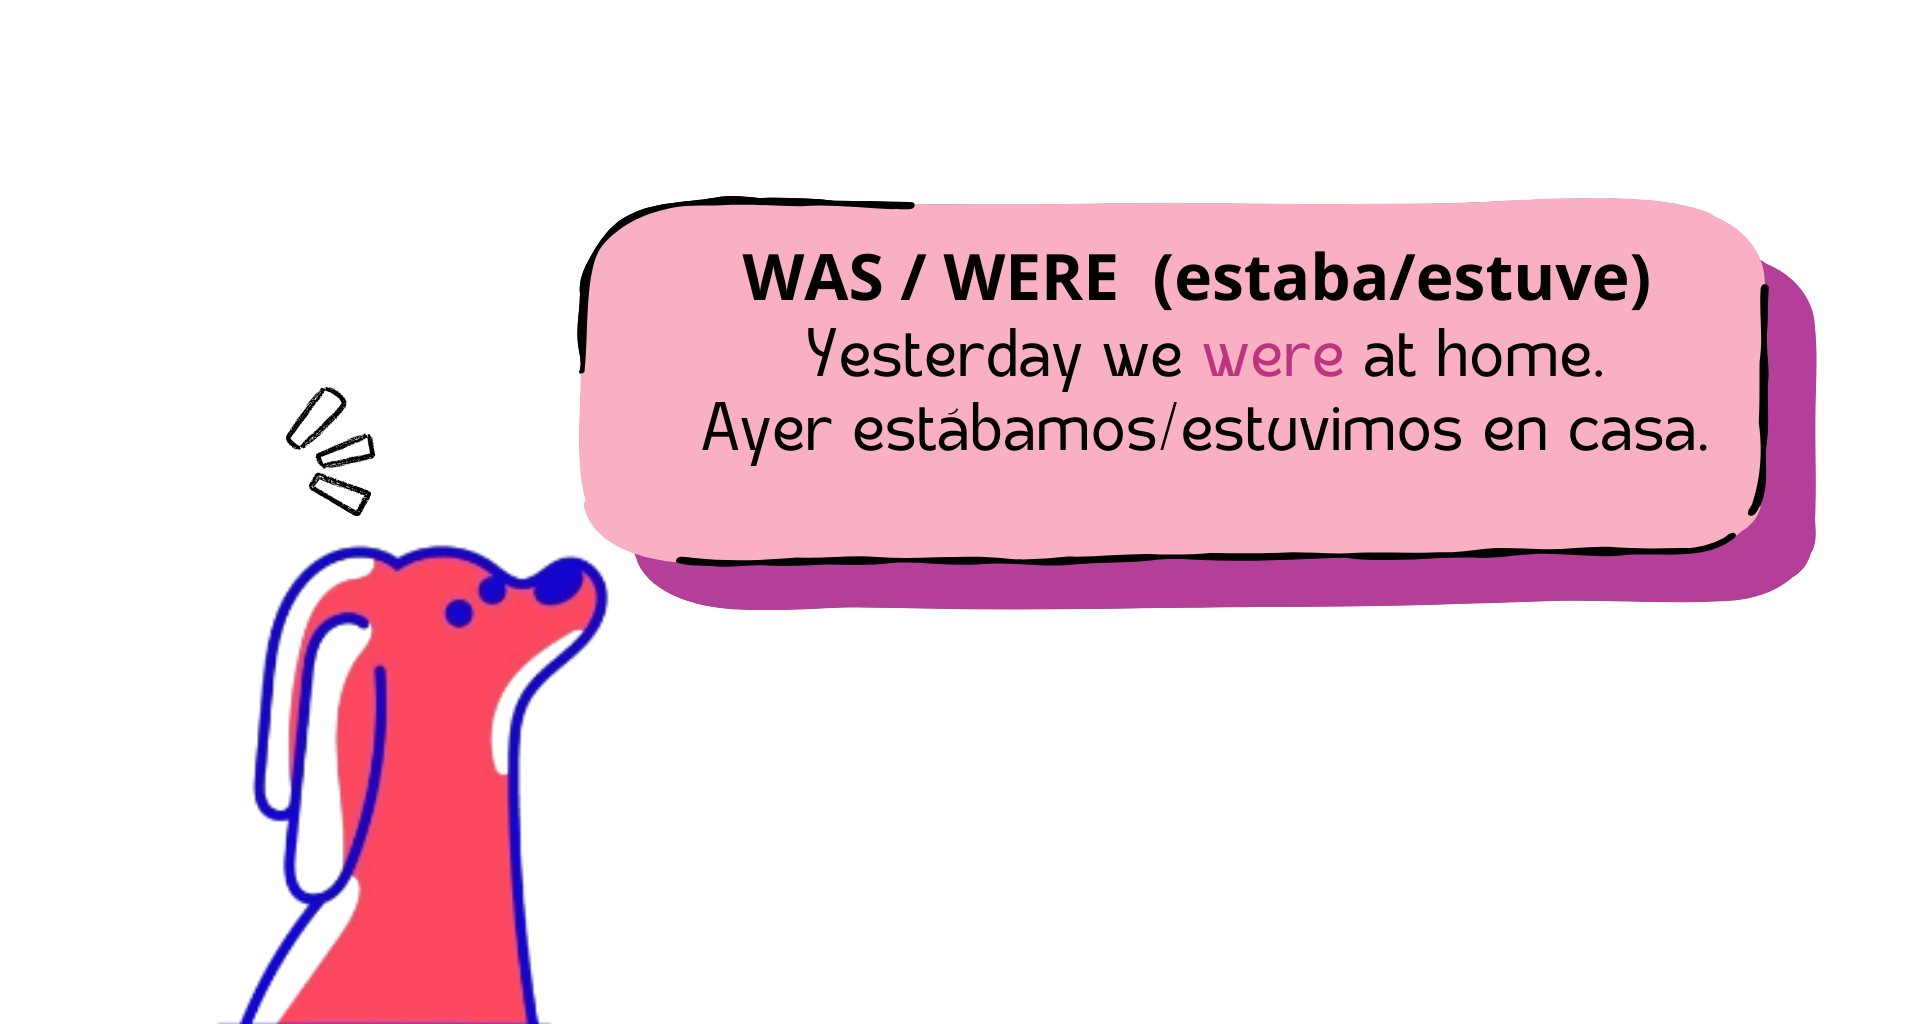 WAS / WERE (estaba/estuve)
Yesterday we were at home.
Ayer estábamos/estuvimos en casa.